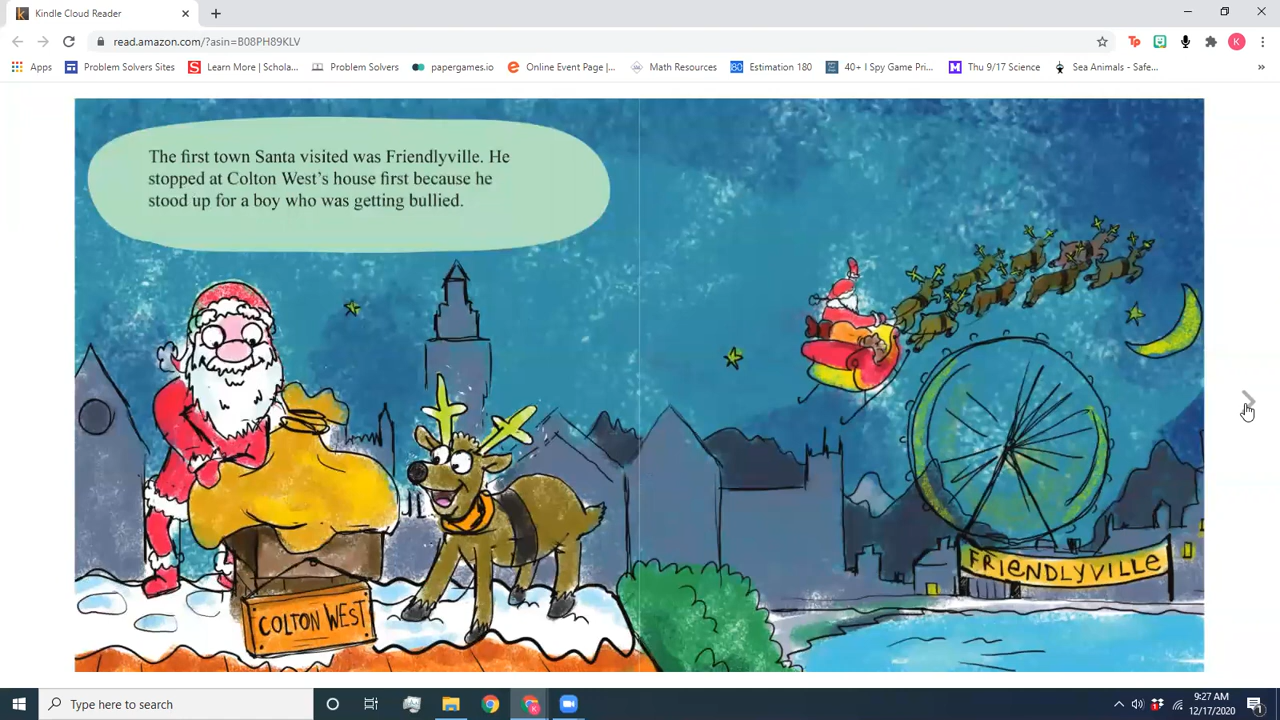 Kindle Cloud Reader
read.amazon.com/?asin=B08PH89KLV
Apps
Problem Solvers Sites
Learn More | Schola...
Problem Solvers
papergames.io
Online Event Page |...
Math Resources
Estimation 180
40+ I Spy Game Pri...
Thu 9/17 Science
Sea Animals - Safe...
The first town Santa visited was Friendlyville. He
stopped at Colton West's house first because he
stood up for a boy who was getting bullied.
FRIENDLYVILLE
COLTON WEST
Type here to search
9:27 AM
12/17/2020